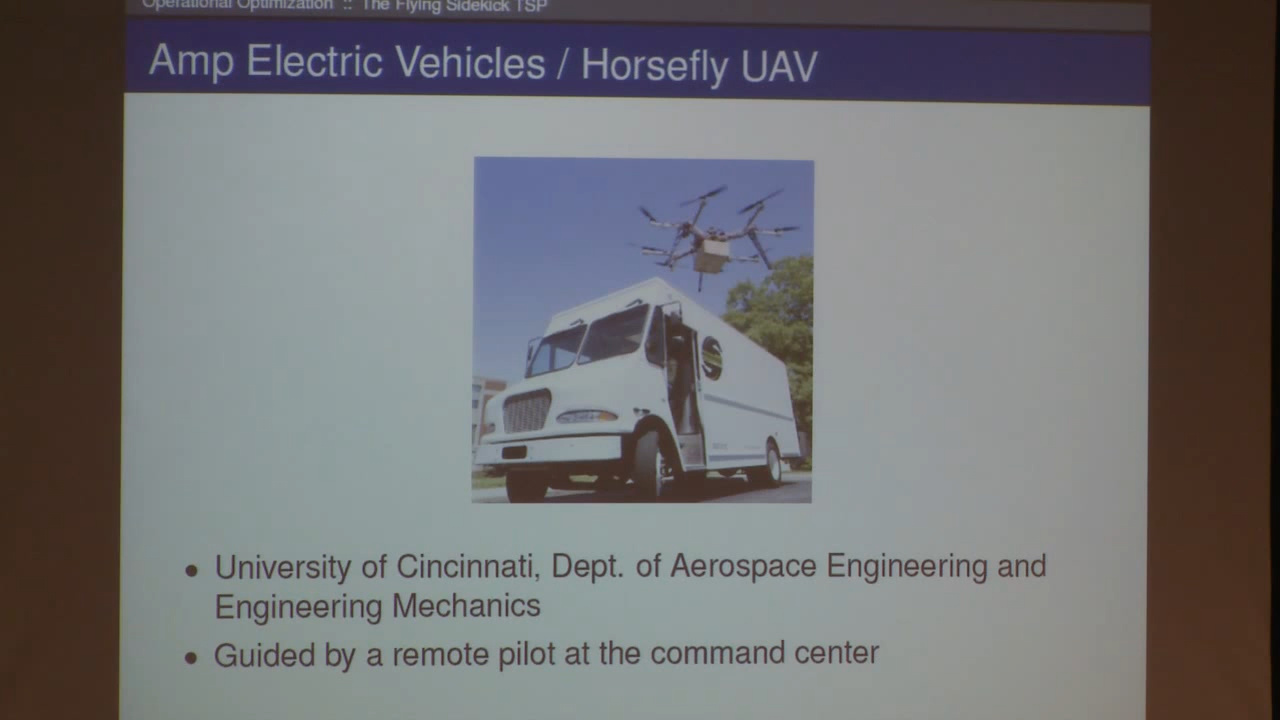 Operational Optimization :: The Flying Sidekick TSP
Amp Electric Vehicles / Horsefly UAV
• University of Cincinnati, Dept. of Aerospace Engineering and
Engineering Mechanics
• Guided by a remote pilot at the command center